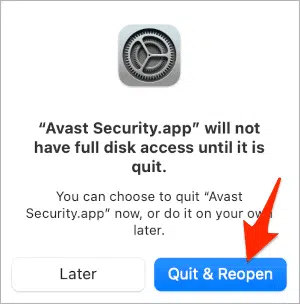 “Avast Security.app” will not
have full disk access until it is
quit.
You can choose to quit “Avast
Security.app” now, or do it on your own
later.
Later
Quit & Reopen